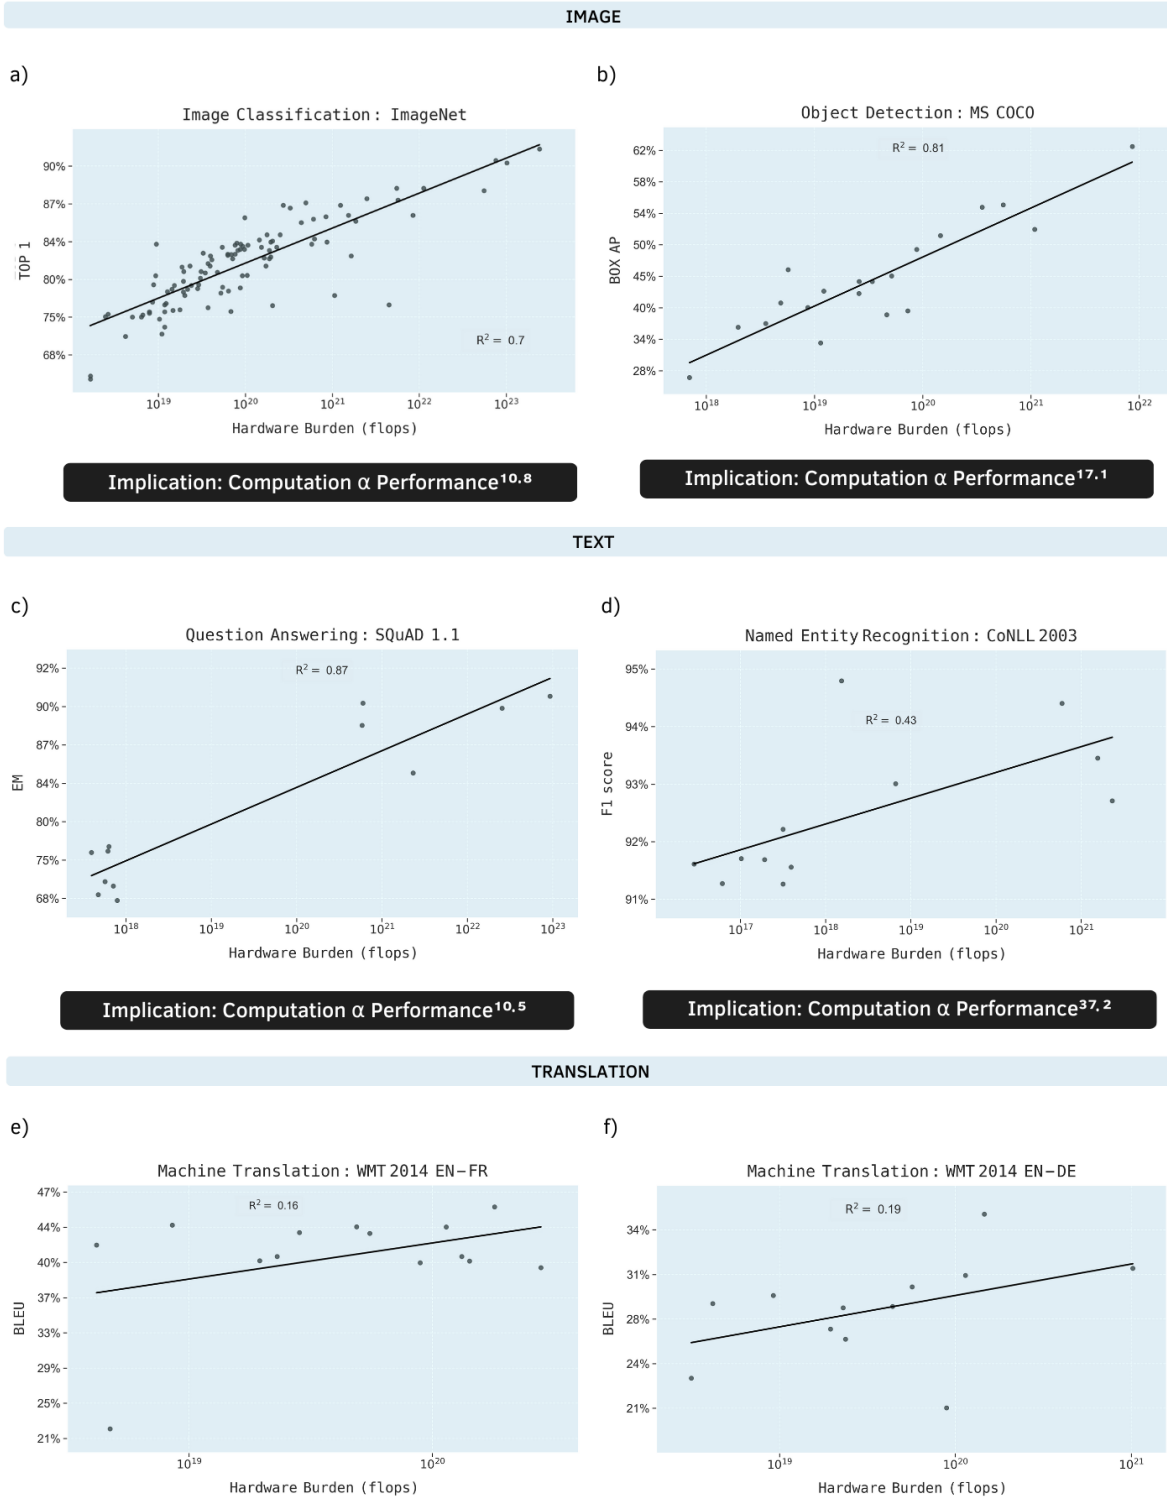 IMAGE
a)
Image Classification: ImageNet
TOP 1
90%
87%
84%
80%
75%
68%
R² = 0.7
10¹⁹ 10²⁰ 10²¹ 10²² 10²³
Hardware Burden (flops)
Implication: Computation α Performance¹⁰·⁸
b)
Object Detection: MS COCO
BOX AP
62%
58%
54%
50%
45%
40%
34%
28%
R² = 0.81
10¹⁸ 10¹⁹ 10²⁰ 10²¹ 10²²
Hardware Burden (flops)
Implication: Computation α Performance¹⁷·¹
TEXT
c)
Question Answering: SQuAD 1.1
EM
92%
90%
87%
84%
80%
75%
68%
R² = 0.87
10¹⁸ 10¹⁹ 10²⁰ 10²¹ 10²² 10²³
Hardware Burden (flops)
Implication: Computation α Performance¹⁰·⁵
d)
Named Entity Recognition: CoNLL 2003
F1 score
95%
94%
93%
92%
91%
R² = 0.43
10¹⁷ 10¹⁸ 10¹⁹ 10²⁰ 10²¹
Hardware Burden (flops)
Implication: Computation α Performance³⁷·²
TRANSLATION
e)
Machine Translation: WMT 2014 EN-FR
BLEU
47%
44%
40%
37%
33%
29%
25%
21%
R² = 0.16
10¹⁹ 10²⁰
Hardware Burden (flops)
f)
Machine Translation: WMT 2014 EN-DE
BLEU
34%
31%
28%
24%
21%
R² = 0.19
10¹⁹ 10²⁰ 10²¹
Hardware Burden (flops)